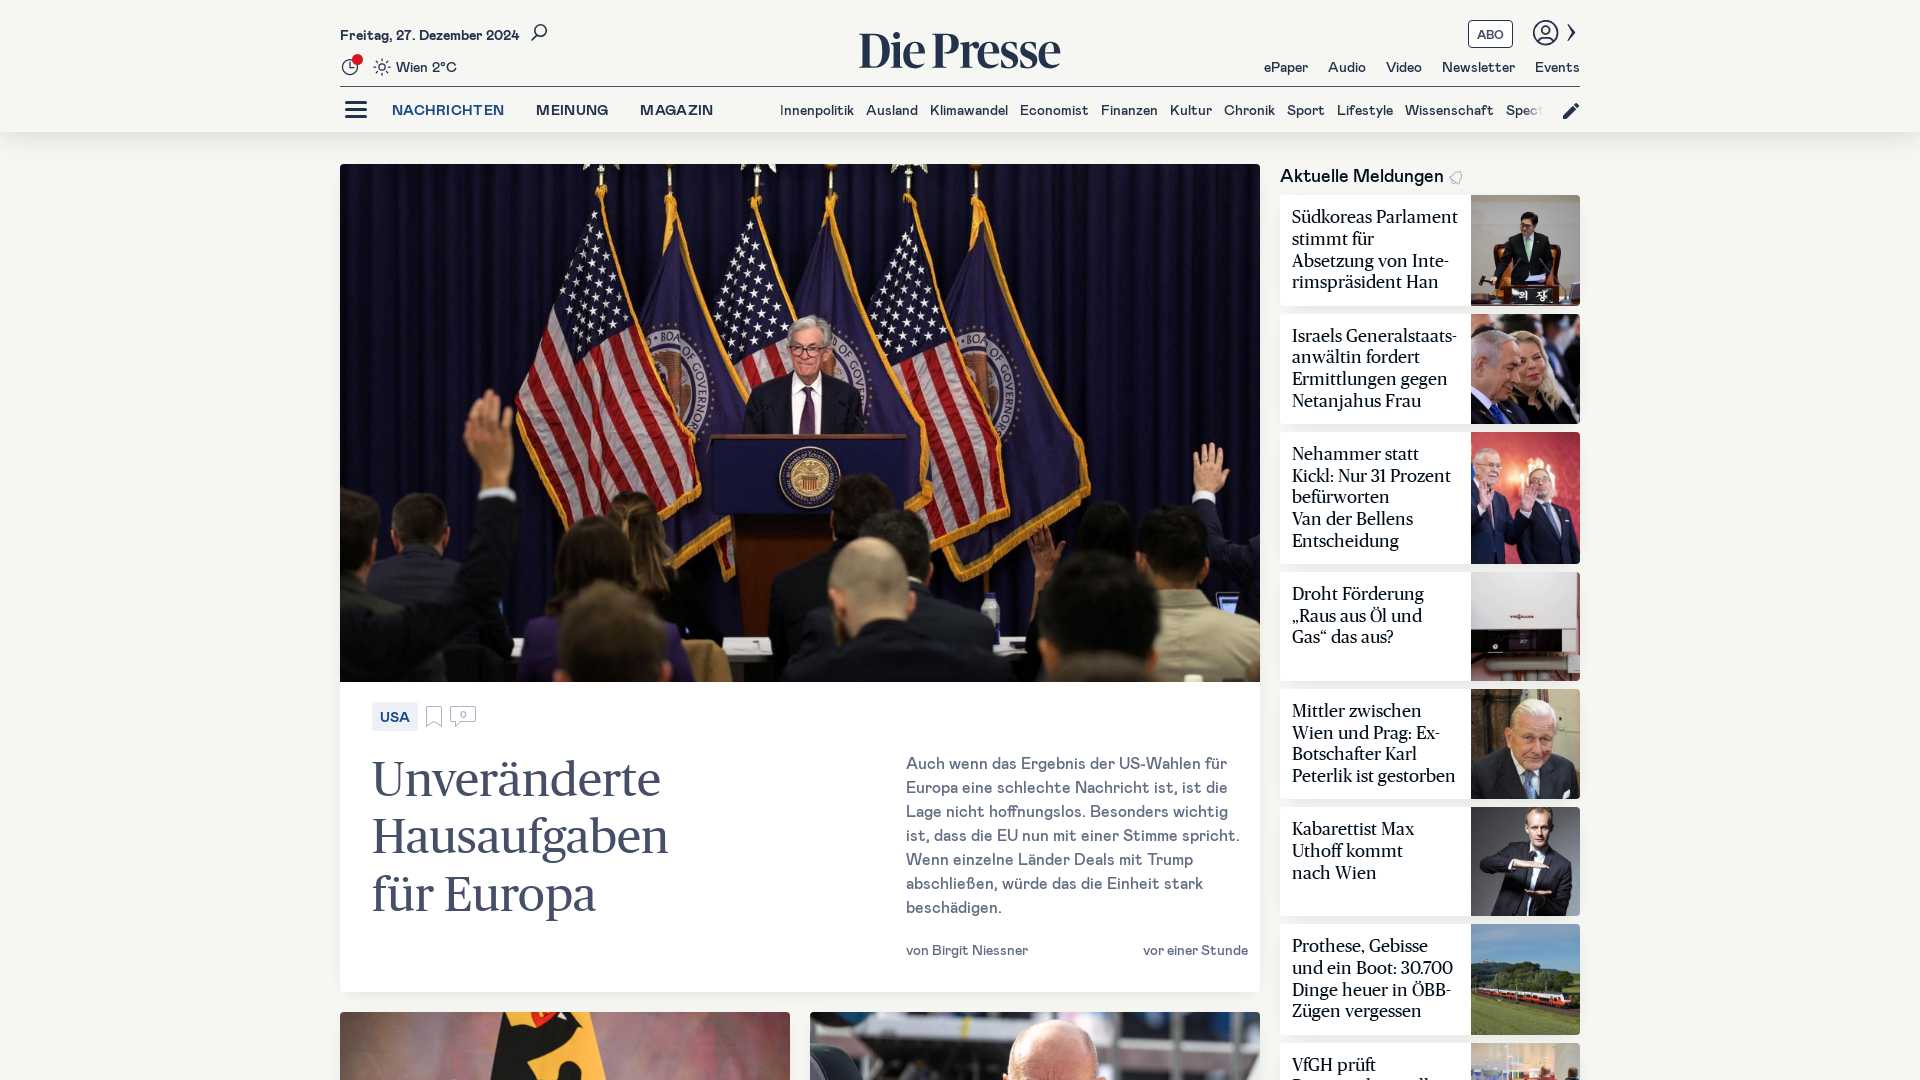 Freitag, 27. Dezember 2024
Wien 2°C
Die Presse
ABO
ePaper Audio Video Newsletter Events
NACHRICHTEN MEINUNG MAGAZIN
Innenpolitik Ausland Klimawandel Economist Finanzen Kultur Chronik Sport Lifestyle Wissenschaft Spect
USA
0
Unveränderte
Hausaufgaben
für Europa
Auch wenn das Ergebnis der US-Wahlen für
Europa eine schlechte Nachricht ist, ist die
Lage nicht hoffnungslos. Besonders wichtig
ist, dass die EU nun mit einer Stimme spricht.
Wenn einzelne Länder Deals mit Trump
abschließen, würde das die Einheit stark
beschädigen.
von Birgit Niessner vor einer Stunde
Aktuelle Meldungen
Südkoreas Parlament
stimmt für
Absetzung von Inte-
rimspräsident Han
의 장
Israels Generalstaats-
anwältin fordert
Ermittlungen gegen
Netanjahus Frau
Nehammer statt
Kickl: Nur 31 Prozent
befürworten
Van der Bellens
Entscheidung
Droht Förderung
„Raus aus Öl und
Gas“ das aus?
Mittler zwischen
Wien und Prag: Ex-
Botschafter Karl
Peterlik ist gestorben
Kabarettist Max
Uthoff kommt
nach Wien
Prothese, Gebisse
und ein Boot: 30.700
Dinge heuer in ÖBB-
Zügen vergessen
VfGH prüft